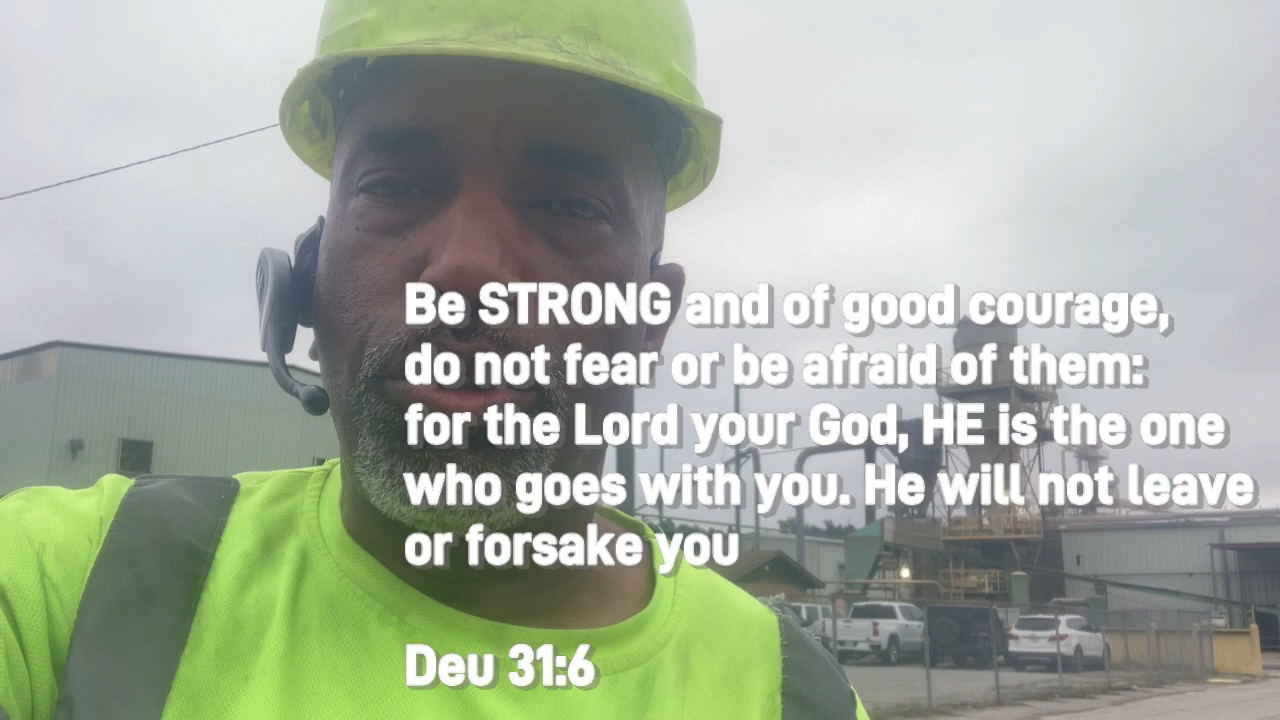 Be STRONG and of good courage,
do not fear or be afraid of them:
for the Lord your God, HE is the one
who goes with you. He will not leave
or forsake you
Deu 31:6